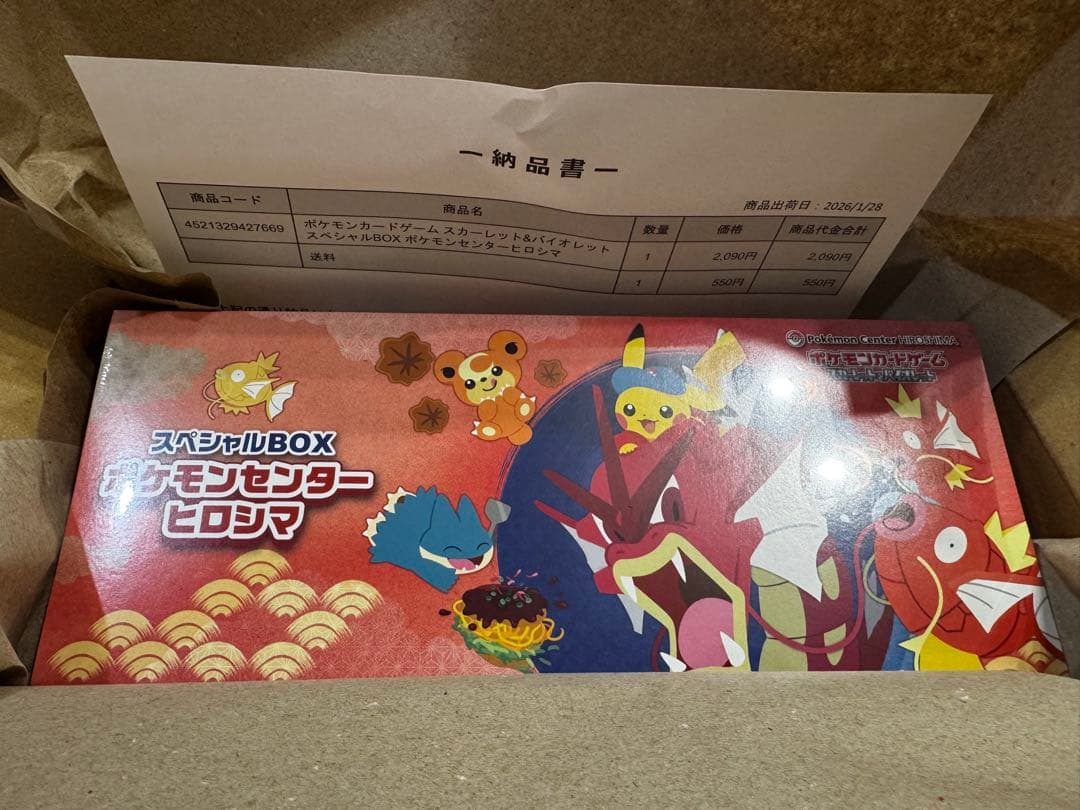 ー納品書ー
商品出荷日：2026/1/28
商品コード 商品名 数量 価格 商品代金合計
4521329427669 ポケモンカードゲーム スカーレット&バイオレット
スペシャルBOX ポケモンセンターヒロシマ 1 2,090円 2,090円
送料 1 550円 550円
Pokémon Center HIROSHIMA
ポケモンカードゲーム
スペシャルBOX
ポケモンセンター
ヒロシマ